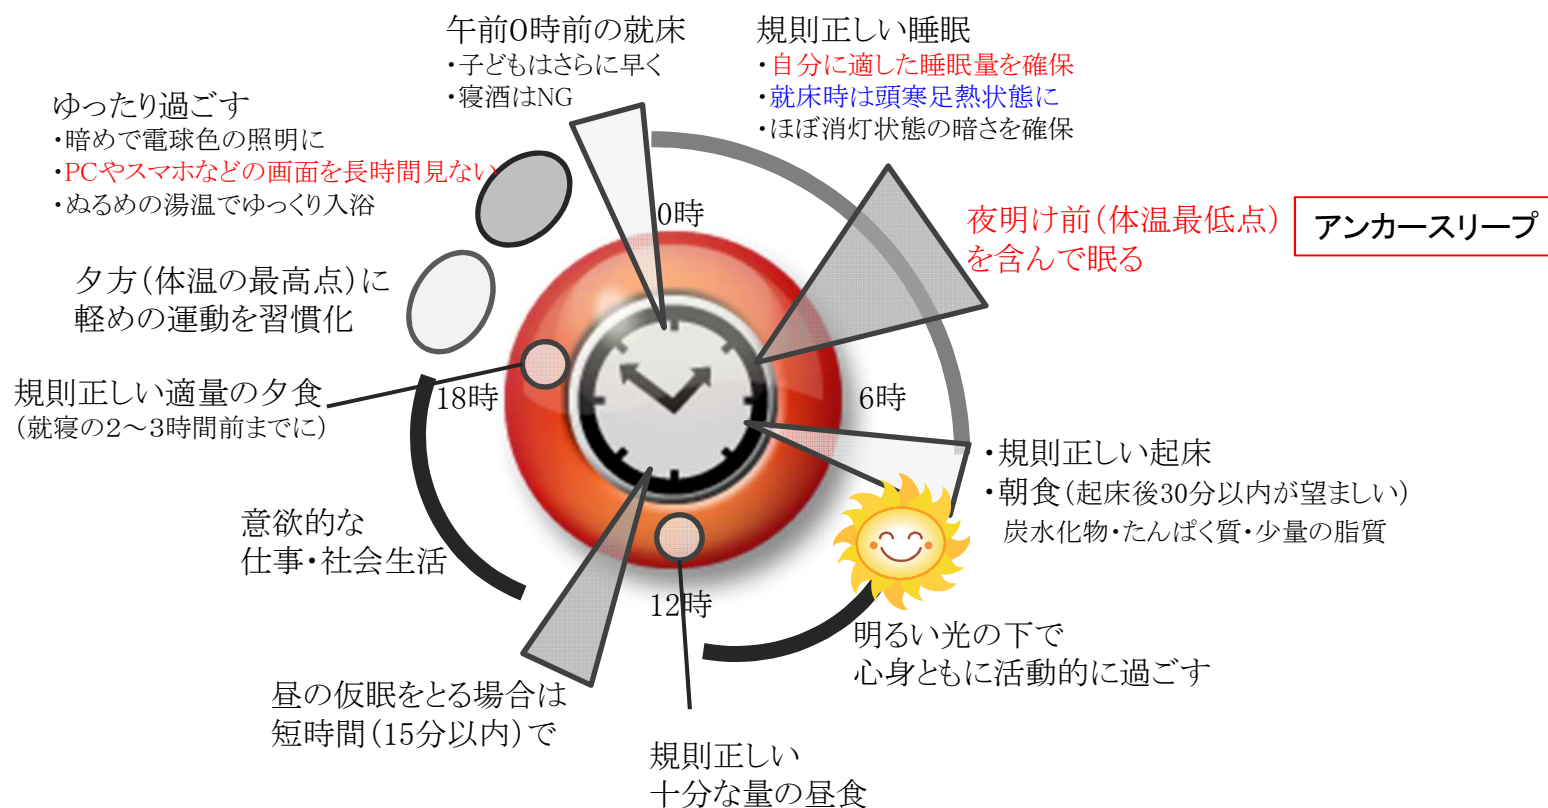 午前0時前の就床
・子どもはさらに早く
・寝酒はNG
規則正しい睡眠
・自分に適した睡眠量を確保
・就床時は頭寒足熱状態に
・ほぼ消灯状態の暗さを確保
ゆったり過ごす
・暗めで電球色の照明に
・PCやスマホなどの画面を長時間見ない
・ぬるめの湯温でゆっくり入浴
0時
夜明け前(体温最低点)
を含んで眠る
アンカースリープ
夕方(体温の最高点)に
軽めの運動を習慣化
規則正しい適量の夕食
(就寝の2～3時間前までに)
18時
6時
・規則正しい起床
・朝食(起床後30分以内が望ましい)
炭水化物・たんぱく質・少量の脂質
意欲的な
仕事・社会生活
12時
明るい光の下で
心身ともに活動的に過ごす
昼の仮眠をとる場合は
短時間(15分以内)で
規則正しい
十分な量の昼食